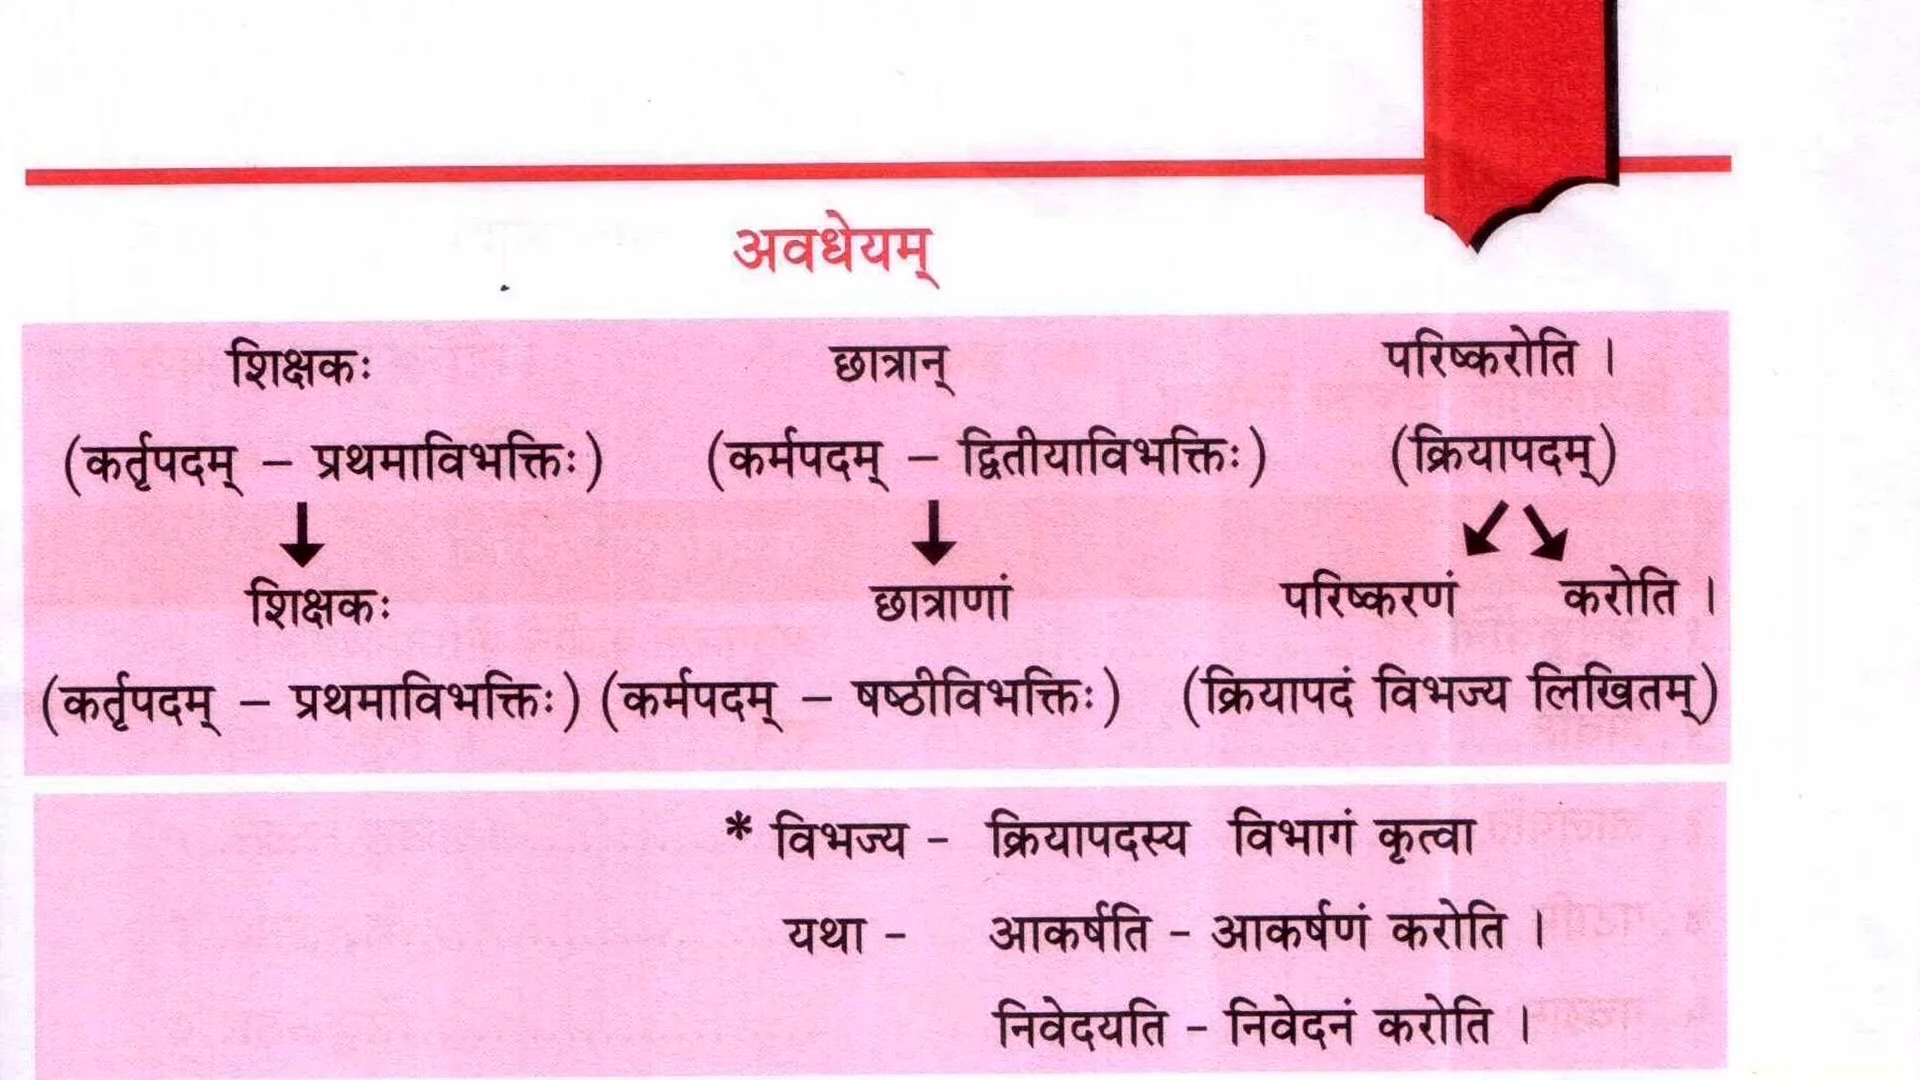 अवधेयम्
शिक्षकः छात्रान् परिष्करोति ।
(कर्तृपदम् – प्रथमाविभक्तिः) (कर्मपदम् – द्वितीयाविभक्तिः) (क्रियापदम्)
शिक्षकः छात्राणां परिष्करणं करोति ।
(कर्तृपदम् – प्रथमाविभक्तिः) (कर्मपदम् – षष्ठीविभक्तिः) (क्रियापदं विभज्य लिखितम्)
* विभज्य - क्रियापदस्य विभागं कृत्वा
यथा - आकर्षति - आकर्षणं करोति ।
निवेदयति - निवेदनं करोति ।